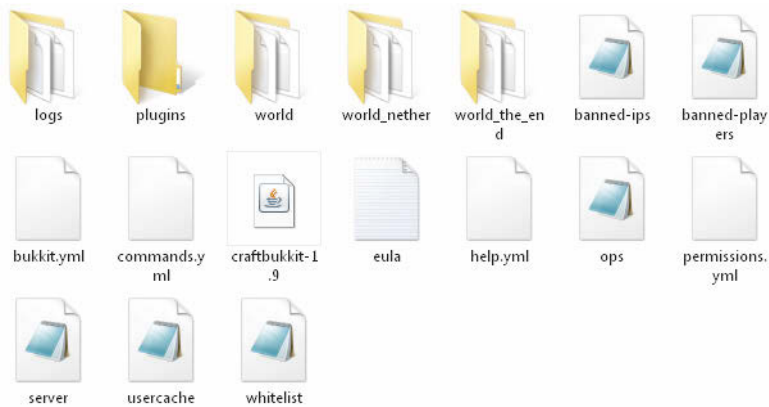 logs
plugins
world
world_nether
world_the_en
d
banned-ips
banned-play
ers
bukkit.yml
commands.y
ml
craftbukkit-1
.9
eula
help.yml
ops
permissions.
yml
server
usercache
whitelist